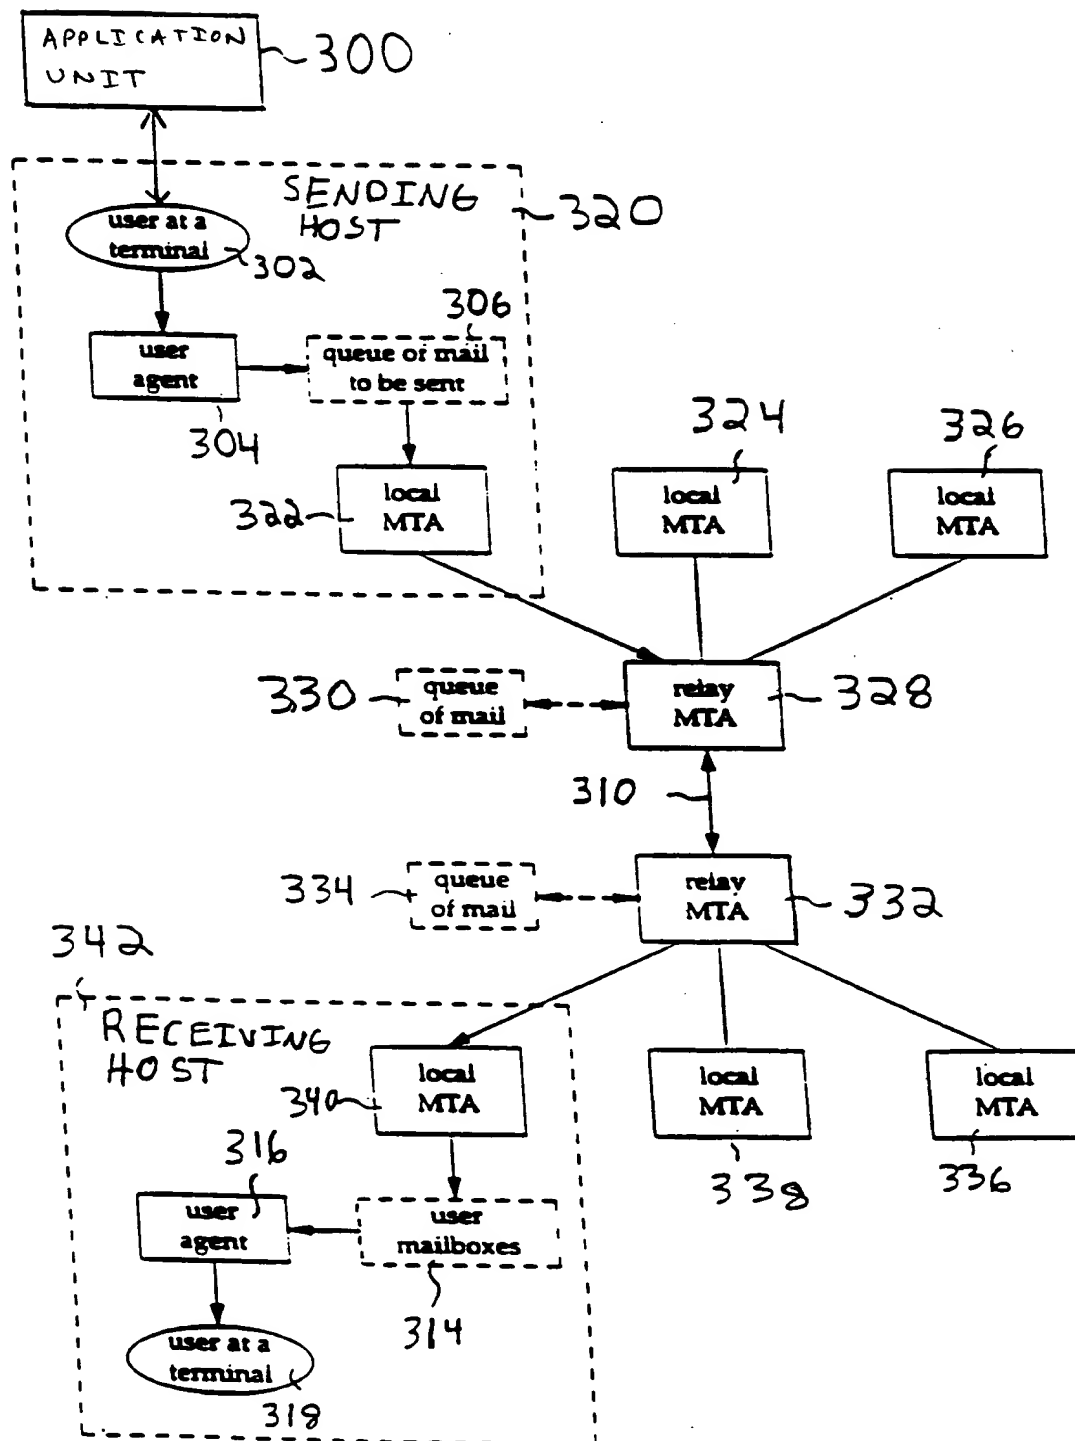 APPLICATION
UNIT
300
SENDING
HOST
320
user at a
terminal
302
306
user
agent
304
queue of mail
to be sent
324
326
322
local
MTA
local
MTA
local
MTA
330
queue
of mail
relay
MTA
328
310
334
queue
of mail
relay
MTA
332
342
RECEIVING
HOST
340
local
MTA
local
MTA
338
local
MTA
336
316
user
agent
user
mailboxes
314
user at a
terminal
318